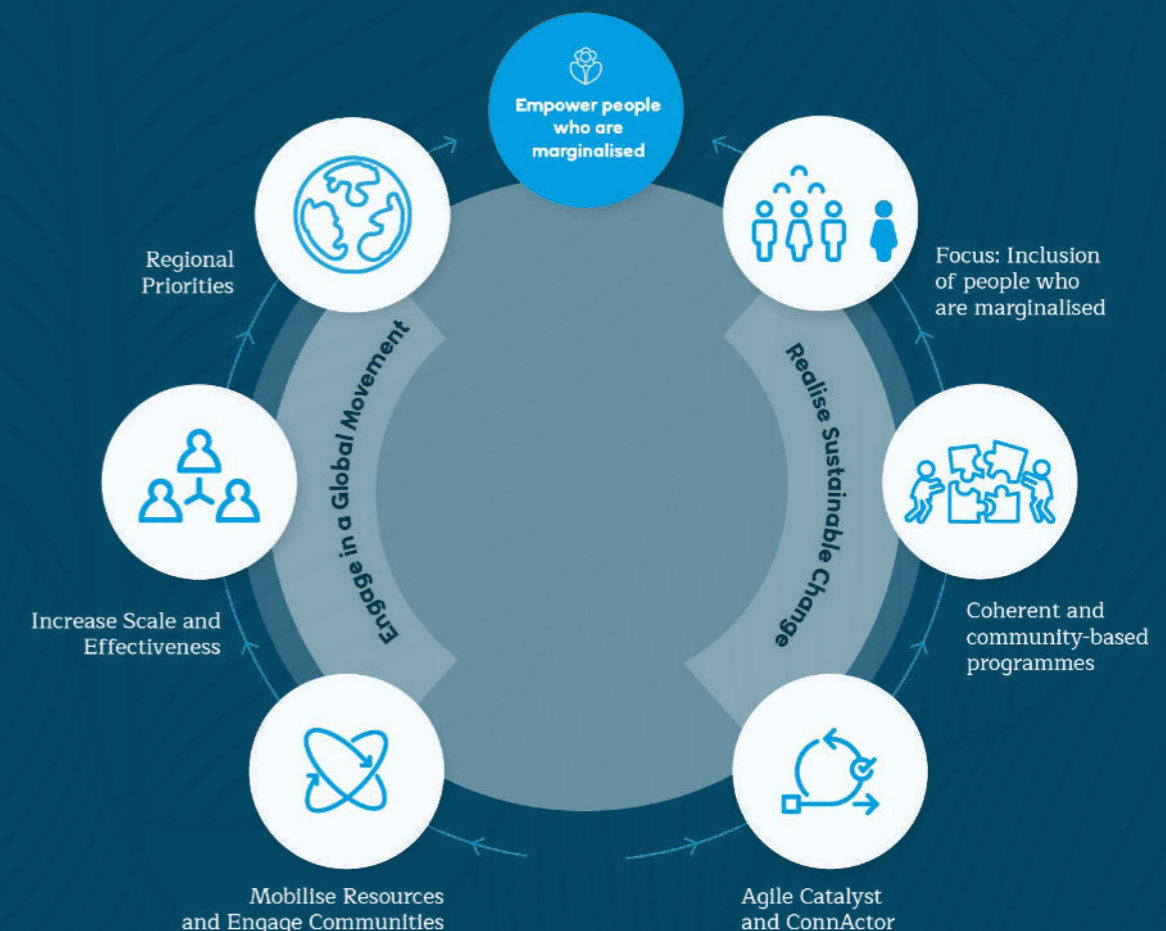 Empower people
who are
marginalised
Regional
Priorities
Focus: Inclusion
of people who
are marginalised
Engage in a Global Movement
Realise Sustainable Change
Increase Scale and
Effectiveness
Coherent and
community-based
programmes
Mobilise Resources
and Engage Communities
Agile Catalyst
and ConnActor